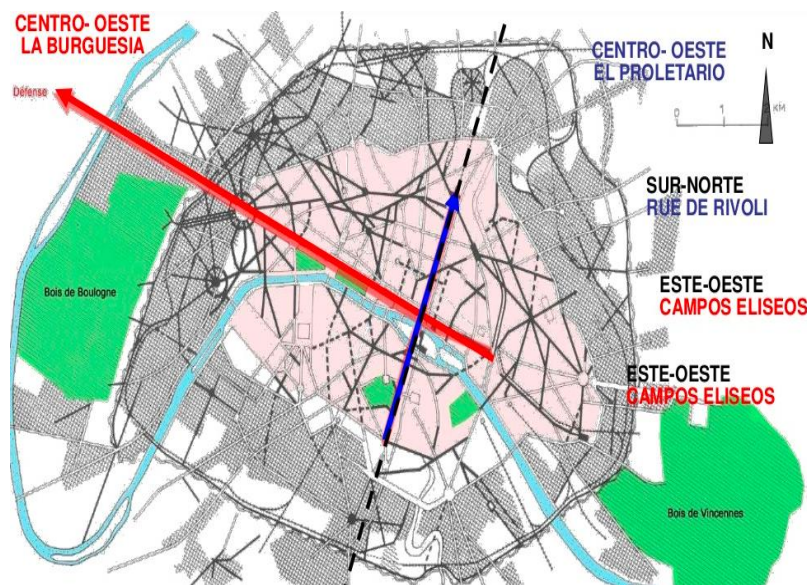 CENTRO- OESTE
LA BURGUESIA
Défense
CENTRO- OESTE
EL PROLETARIO
N
0 1 2 KM
SUR-NORTE
RUE DE RIVOLI
Bois de Boulogne
ESTE-OESTE
CAMPOS ELISEOS
ESTE-OESTE
CAMPOS ELISEOS
Bois de Vincennes